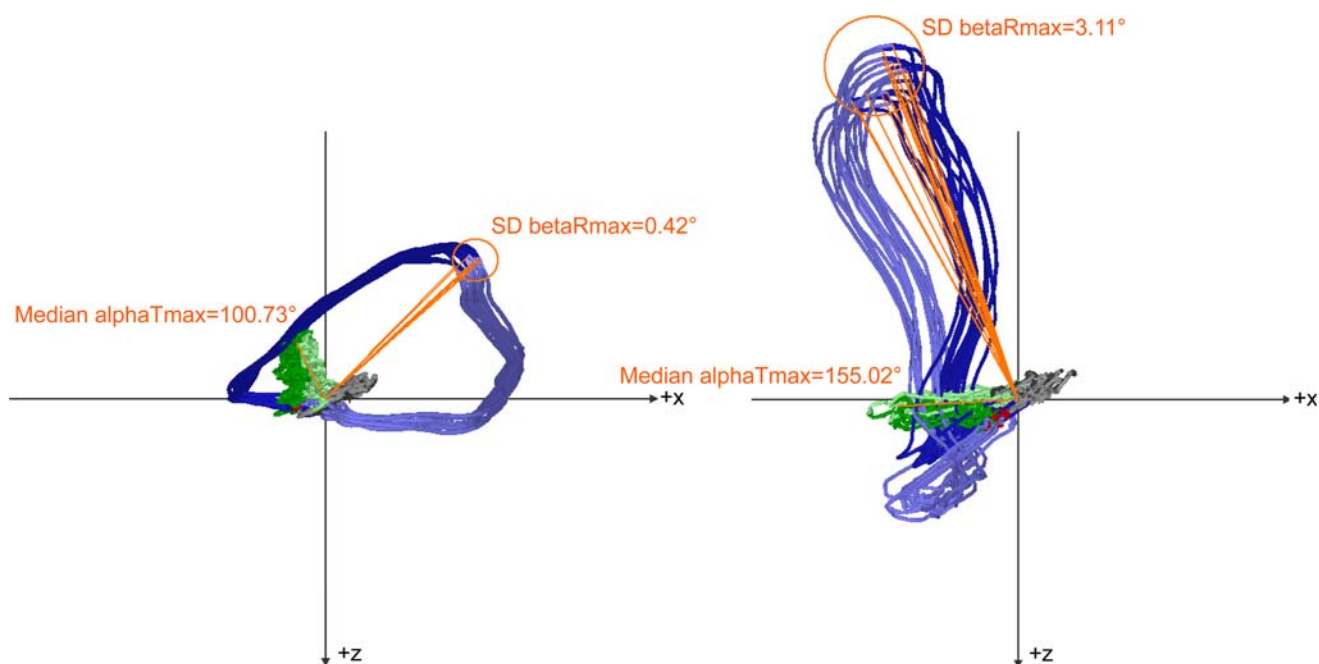 SD betaRmax=3.11°
SD betaRmax=0.42°
Median alphaTmax=100.73°
Median alphaTmax=155.02°
+x
+x
+z
+z